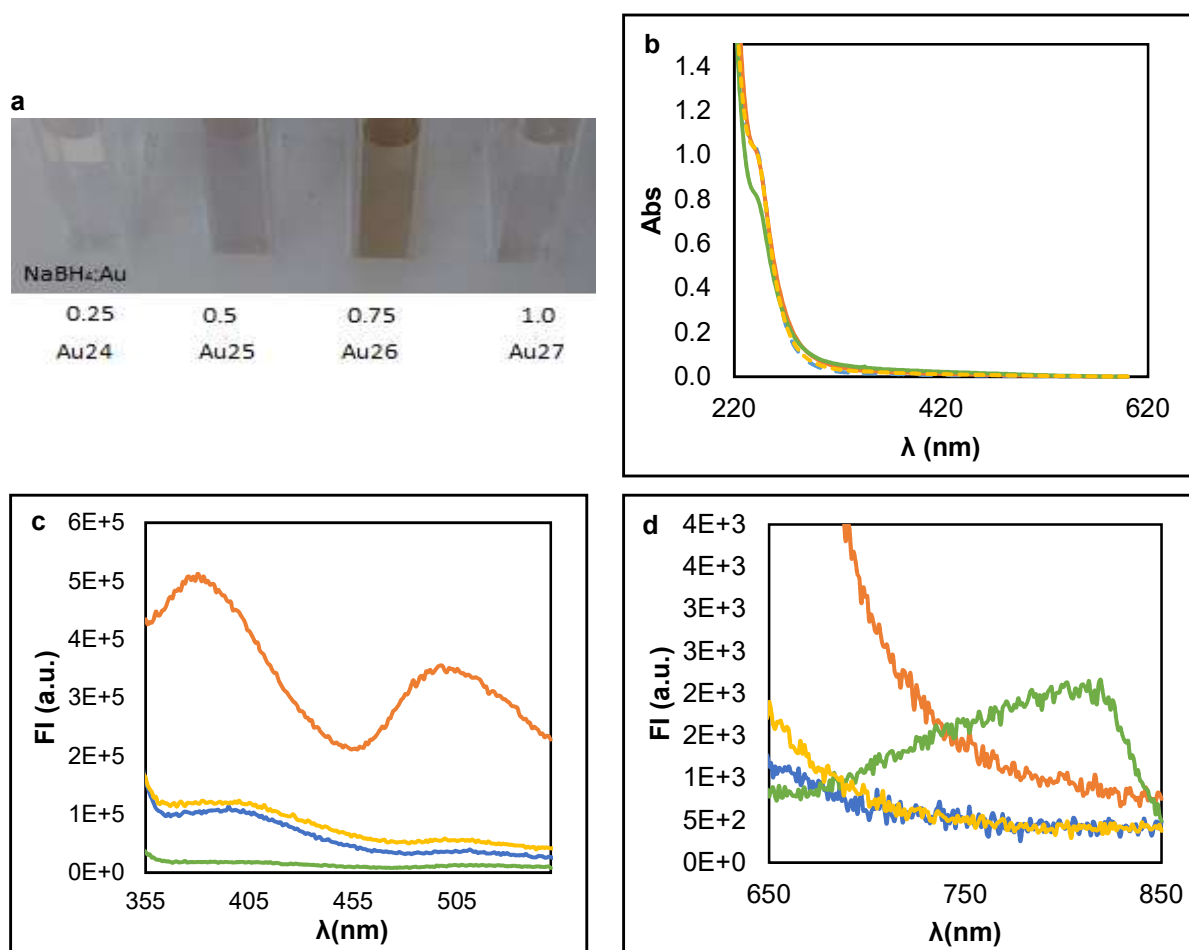 a
NaBH₄:Au
0.25 0.5 0.75 1.0
Au24 Au25 Au26 Au27
b
1.4
1.2
1.0
0.8
0.6
0.4
0.2
0.0
Abs
220 420 620
λ (nm)
c
6E+5
5E+5
4E+5
3E+5
2E+5
1E+5
0E+0
FI (a.u.)
355 405 455 505
λ(nm)
d
4E+3
4E+3
3E+3
3E+3
2E+3
2E+3
1E+3
5E+2
0E+0
FI (a.u.)
650 750 850
λ(nm)